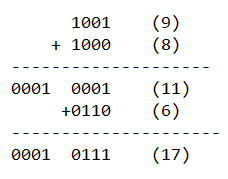 1001 (9)
+ 1000 (8)
--------------------
0001 0001 (11)
+0110 (6)
---------------------
0001 0111 (17)